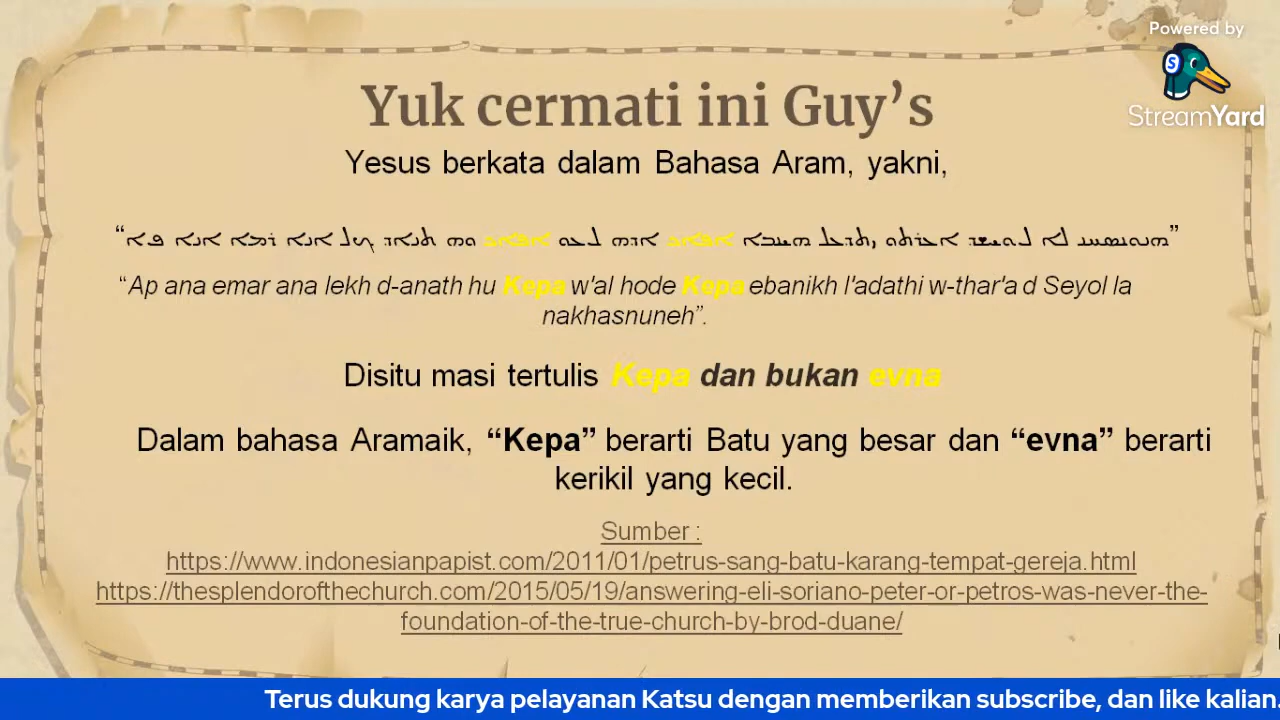 Powered by
StreamYard
Yuk cermati ini Guy’s
Yesus berkata dalam Bahasa Aram, yakni,
“Ap ana emar ana lekh d-anath hu Kepa w'al hode Kepa ebanikh l'adathi w-thar'a d Seyol la
nakhasnuneh”.
Disitu masi tertulis Kepa dan bukan evna
Dalam bahasa Aramaik, “Kepa” berarti Batu yang besar dan “evna” berarti
kerikil yang kecil.
Sumber :
https://www.indonesianpapist.com/2011/01/petrus-sang-batu-karang-tempat-gereja.html
https://thesplendorofthechurch.com/2015/05/19/answering-eli-soriano-peter-or-petros-was-never-the-
foundation-of-the-true-church-by-brod-duane/
Terus dukung karya pelayanan Katsu dengan memberikan subscribe, dan like kalian.